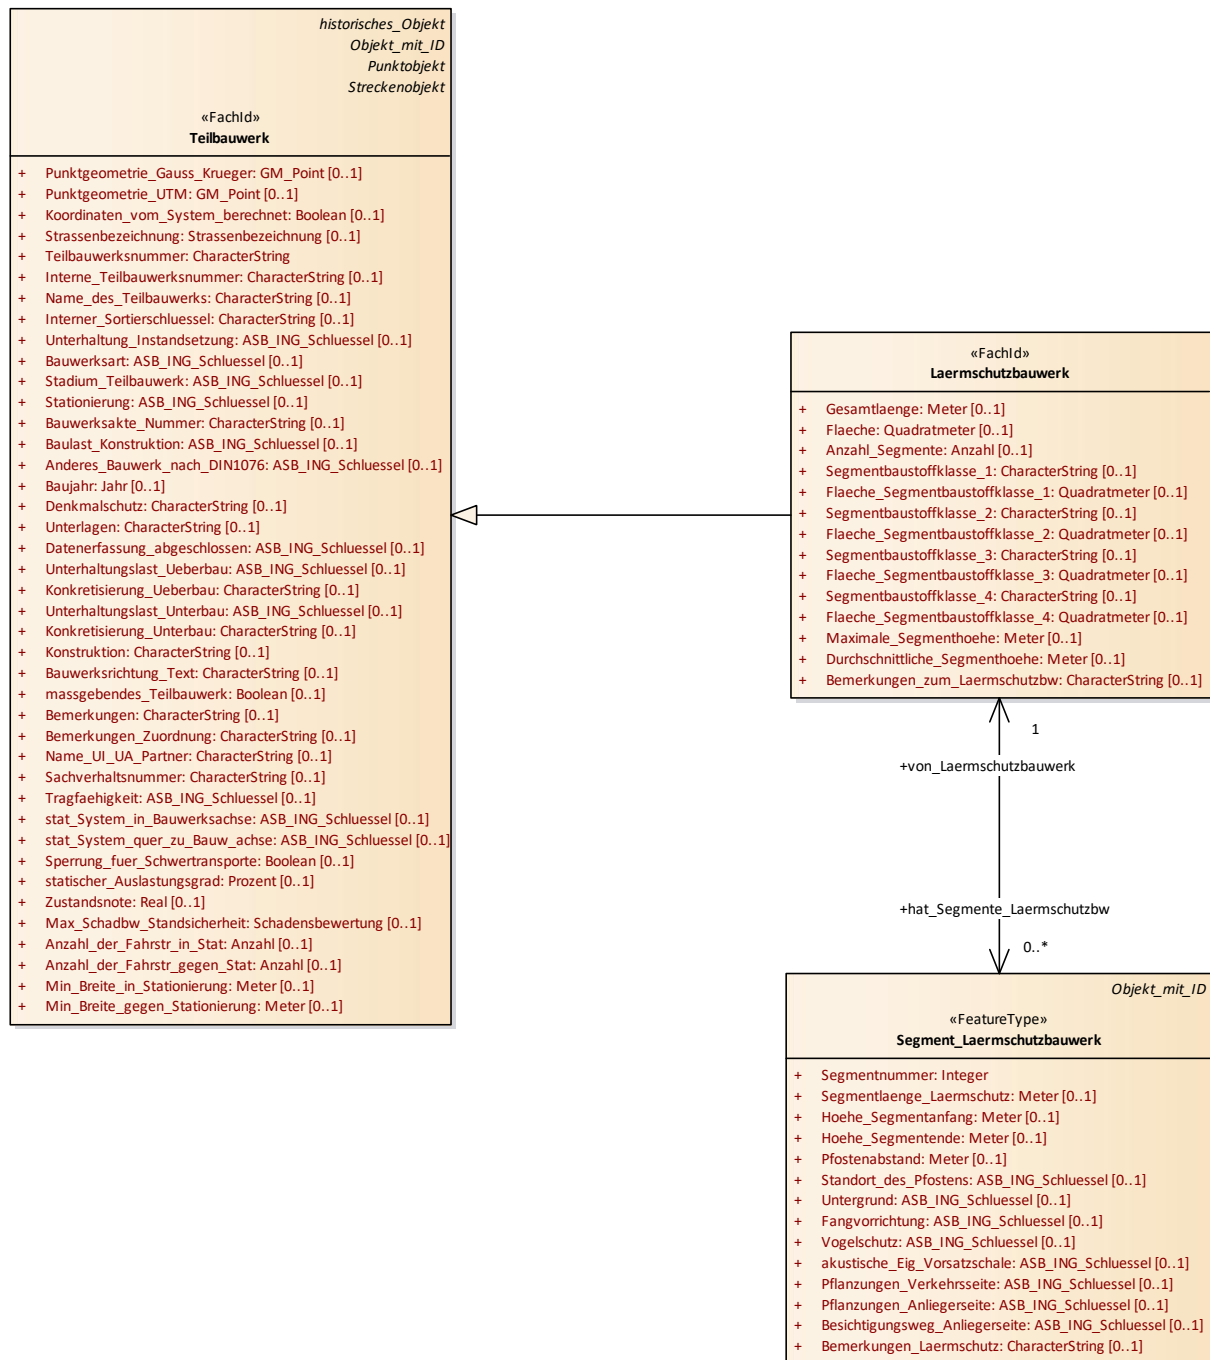 historisches_Objekt
Objekt_mit_ID
Punktobjekt
Streckenobjekt
«FachId»
Teilbauwerk
+ Punktgeometrie_Gauss_Krueger: GM_Point [0..1]
+ Punktgeometrie_UTM: GM_Point [0..1]
+ Koordinaten_vom_System_berechnet: Boolean [0..1]
+ Strassenbezeichnung: Strassenbezeichnung [0..1]
+ Teilbauwerksnummer: CharacterString
+ Interne_Teilbauwerksnummer: CharacterString [0..1]
+ Name_des_Teilbauwerks: CharacterString [0..1]
+ Interner_Sortierschluessel: CharacterString [0..1]
+ Unterhaltung_Instandsetzung: ASB_ING_Schluessel [0..1]
+ Bauwerksart: ASB_ING_Schluessel [0..1]
+ Stadium_Teilbauwerk: ASB_ING_Schluessel [0..1]
+ Stationierung: ASB_ING_Schluessel [0..1]
+ Bauwerksakte_Nummer: CharacterString [0..1]
+ Baulast_Konstruktion: ASB_ING_Schluessel [0..1]
+ Anderes_Bauwerk_nach_DIN1076: ASB_ING_Schluessel [0..1]
+ Baujahr: Jahr [0..1]
+ Denkmalschutz: CharacterString [0..1]
+ Unterlagen: CharacterString [0..1]
+ Datenerfassung_abgeschlossen: ASB_ING_Schluessel [0..1]
+ Unterhaltungslast_Ueberbau: ASB_ING_Schluessel [0..1]
+ Konkretisierung_Ueberbau: CharacterString [0..1]
+ Unterhaltungslast_Unterbau: ASB_ING_Schluessel [0..1]
+ Konkretisierung_Unterbau: CharacterString [0..1]
+ Konstruktion: CharacterString [0..1]
+ Bauwerksrichtung_Text: CharacterString [0..1]
+ massgebendes_Teilbauwerk: Boolean [0..1]
+ Bemerkungen: CharacterString [0..1]
+ Bemerkungen_Zuordnung: CharacterString [0..1]
+ Name_UI_UA_Partner: CharacterString [0..1]
+ Sachverhaltsnummer: CharacterString [0..1]
+ Tragfaehigkeit: ASB_ING_Schluessel [0..1]
+ stat_System_in_Bauwerksachse: ASB_ING_Schluessel [0..1]
+ stat_System_quer_zu_Bauw_achse: ASB_ING_Schluessel [0..1]
+ Sperrung_fuer_Schwertransporte: Boolean [0..1]
+ statischer_Auslastungsgrad: Prozent [0..1]
+ Zustandsnote: Real [0..1]
+ Max_Schadbw_Standsicherheit: Schadensbewertung [0..1]
+ Anzahl_der_Fahrstr_in_Stat: Anzahl [0..1]
+ Anzahl_der_Fahrstr_gegen_Stat: Anzahl [0..1]
+ Min_Breite_in_Stationierung: Meter [0..1]
+ Min_Breite_gegen_Stationierung: Meter [0..1]
«FachId»
Laermschutzbauwerk
+ Gesamtlaenge: Meter [0..1]
+ Flaeche: Quadratmeter [0..1]
+ Anzahl_Segmente: Anzahl [0..1]
+ Segmentbaustoffklasse_1: CharacterString [0..1]
+ Flaeche_Segmentbaustoffklasse_1: Quadratmeter [0..1]
+ Segmentbaustoffklasse_2: CharacterString [0..1]
+ Flaeche_Segmentbaustoffklasse_2: Quadratmeter [0..1]
+ Segmentbaustoffklasse_3: CharacterString [0..1]
+ Flaeche_Segmentbaustoffklasse_3: Quadratmeter [0..1]
+ Segmentbaustoffklasse_4: CharacterString [0..1]
+ Flaeche_Segmentbaustoffklasse_4: Quadratmeter [0..1]
+ Maximale_Segmenthoehe: Meter [0..1]
+ Durchschnittliche_Segmenthoehe: Meter [0..1]
+ Bemerkungen_zum_Laermschutzbw: CharacterString [0..1]
1
+von_Laermschutzbauwerk
+hat_Segmente_Laermschutzbw
0..*
Objekt_mit_ID
«FeatureType»
Segment_Laermschutzbauwerk
+ Segmentnummer: Integer
+ Segmentlaenge_Laermschutz: Meter [0..1]
+ Hoehe_Segmentanfang: Meter [0..1]
+ Hoehe_Segmentende: Meter [0..1]
+ Pfostenabstand: Meter [0..1]
+ Standort_des_Pfostens: ASB_ING_Schluessel [0..1]
+ Untergrund: ASB_ING_Schluessel [0..1]
+ Fangvorrichtung: ASB_ING_Schluessel [0..1]
+ Vogelschutz: ASB_ING_Schluessel [0..1]
+ akustische_Eig_Vorsatzschale: ASB_ING_Schluessel [0..1]
+ Pflanzungen_Verkehrsseite: ASB_ING_Schluessel [0..1]
+ Pflanzungen_Anliegerseite: ASB_ING_Schluessel [0..1]
+ Besichtigungsweg_Anliegerseite: ASB_ING_Schluessel [0..1]
+ Bemerkungen_Laermschutz: CharacterString [0..1]